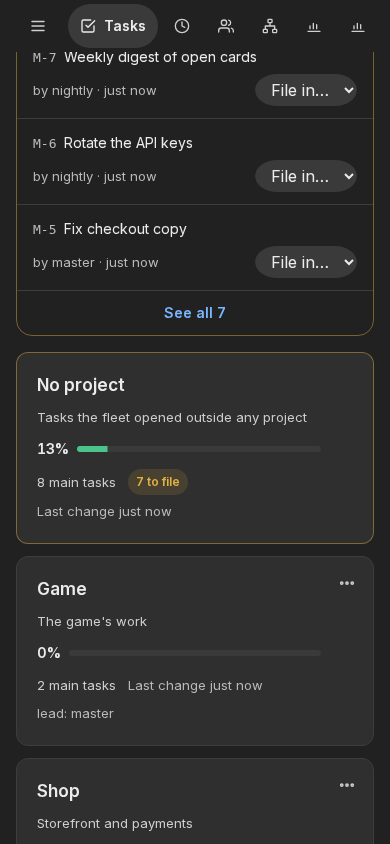 Tasks
M-7 Weekly digest of open cards
by nightly · just now
File in...
M-6 Rotate the API keys
by nightly · just now
File in...
M-5 Fix checkout copy
by master · just now
File in...
See all 7
No project
Tasks the fleet opened outside any project
13%
8 main tasks 7 to file
Last change just now
Game
The game's work
0%
2 main tasks Last change just now
lead: master
Shop
Storefront and payments